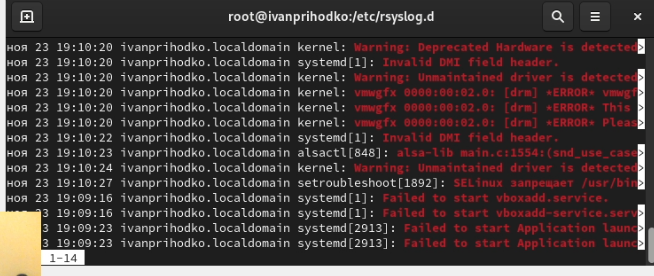 root@ivanprihodko:/etc/rsyslog.d
ноя 23 19:10:20 ivanprihodko.localdomain kernel: Warning: Deprecated Hardware is detected>
ноя 23 19:10:20 ivanprihodko.localdomain systemd[1]: Invalid DMI field header.
ноя 23 19:10:20 ivanprihodko.localdomain kernel: Warning: Unmaintained driver is detected>
ноя 23 19:10:20 ivanprihodko.localdomain kernel: vmwgfx 0000:00:02.0: [drm] *ERROR* vmwgf>
ноя 23 19:10:20 ivanprihodko.localdomain kernel: vmwgfx 0000:00:02.0: [drm] *ERROR* This >
ноя 23 19:10:20 ivanprihodko.localdomain kernel: vmwgfx 0000:00:02.0: [drm] *ERROR* Pleas>
ноя 23 19:10:22 ivanprihodko.localdomain systemd[1]: Invalid DMI field header.
ноя 23 19:10:23 ivanprihodko.localdomain alsactl[848]: alsa-lib main.c:1554:(snd_use_case>
ноя 23 19:10:24 ivanprihodko.localdomain kernel: Warning: Unmaintained driver is detected>
ноя 23 19:10:27 ivanprihodko.localdomain setroubleshoot[1892]: SELinux запрещает /usr/bin>
ноя 23 19:09:16 ivanprihodko.localdomain systemd[1]: Failed to start vboxadd.service.
ноя 23 19:09:16 ivanprihodko.localdomain systemd[1]: Failed to start vboxadd-service.serv>
23 19:09:23 ivanprihodko.localdomain systemd[2913]: Failed to start Application launc>
23 19:09:23 ivanprihodko.localdomain systemd[2913]: Failed to start Application launc>
1-14